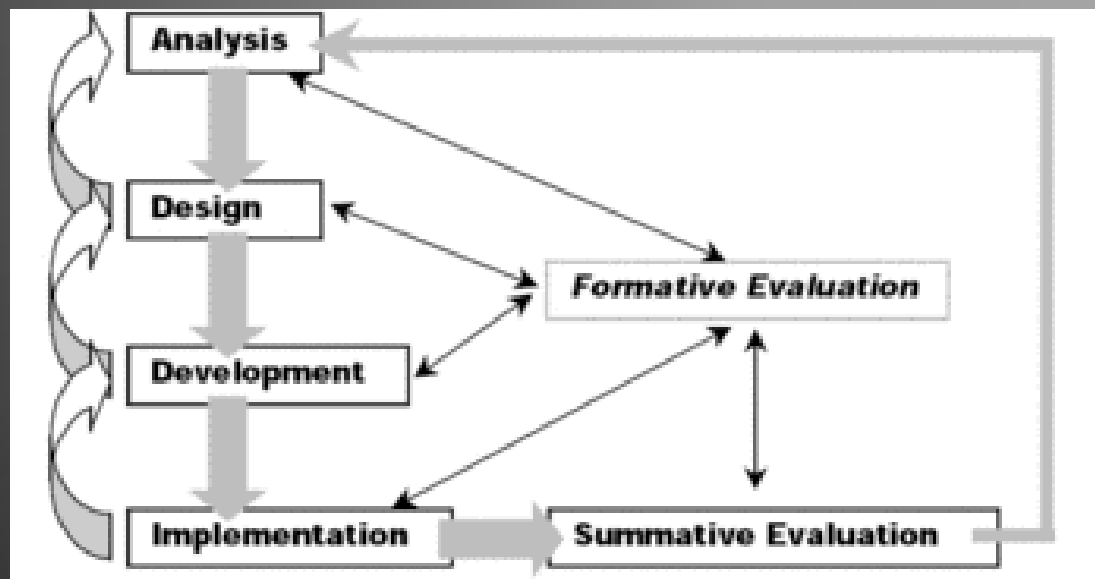 Analysis
Design
Formative Evaluation
Development
Implementation
Summative Evaluation